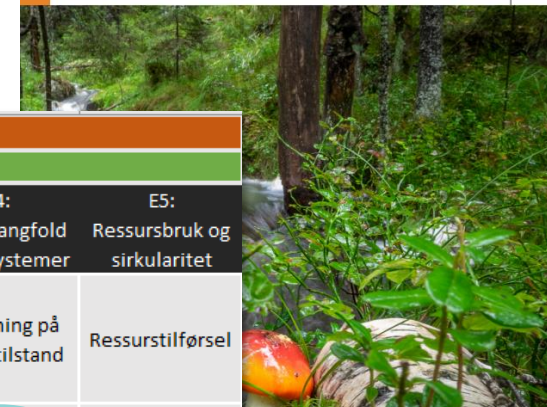 4:
angfold
ystemer
E5:
Ressursbruk og
sirkularitet
ning på
tilstand
Ressurstilførsel